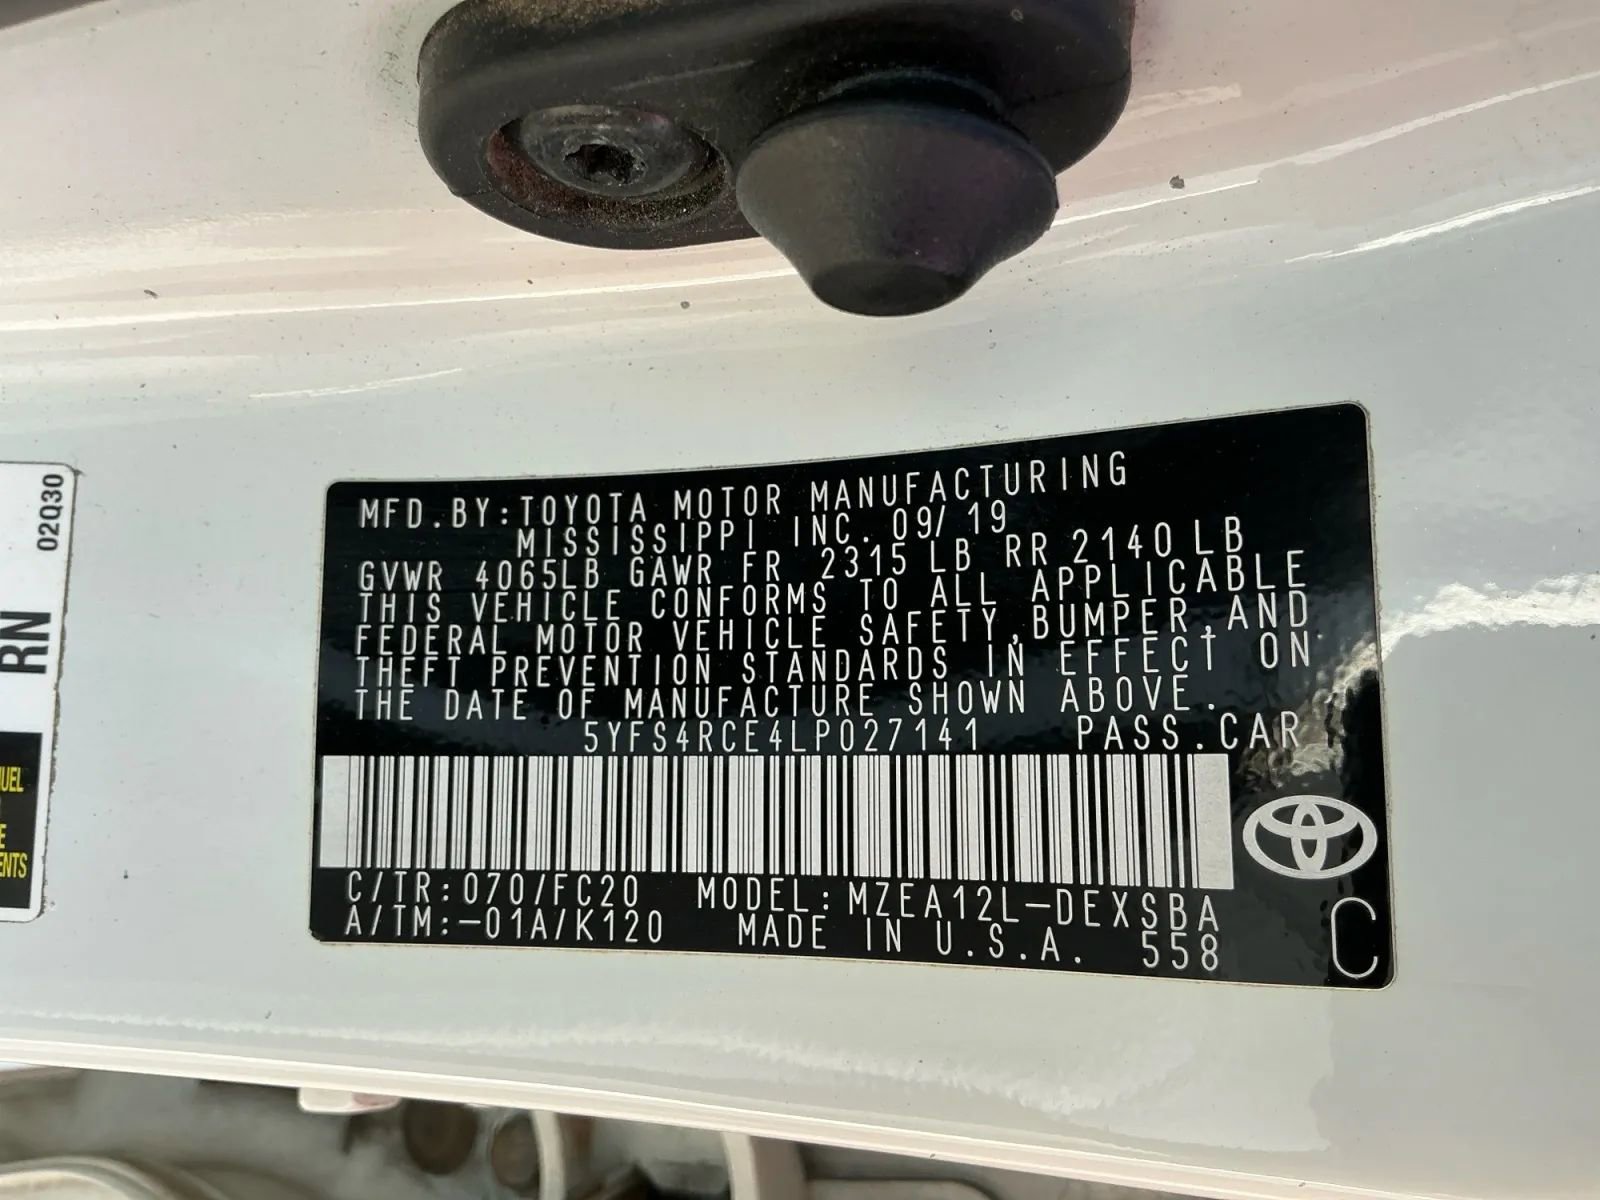 MFD.BY:TOYOTA MOTOR MANUFACTURING
MISSISSIPPI INC. 09/19
GVWR 4065LB GAWR FR 2315 LB RR 2140 LB
THIS VEHICLE CONFORMS TO ALL APPLICABLE
FEDERAL MOTOR VEHICLE SAFETY,BUMPER,AND
THEFT PREVENTION STANDARDS IN EFFECT ON
THE DATE OF MANUFACTURE SHOWN ABOVE.
5YFS4RCE4LP027141 PASS.CAR
C/TR:070/FC20 MODEL:MZEA12L-DEXSBA
A/TM:-01A/K120 MADE IN U.S.A. 558
C
02Q30
RN